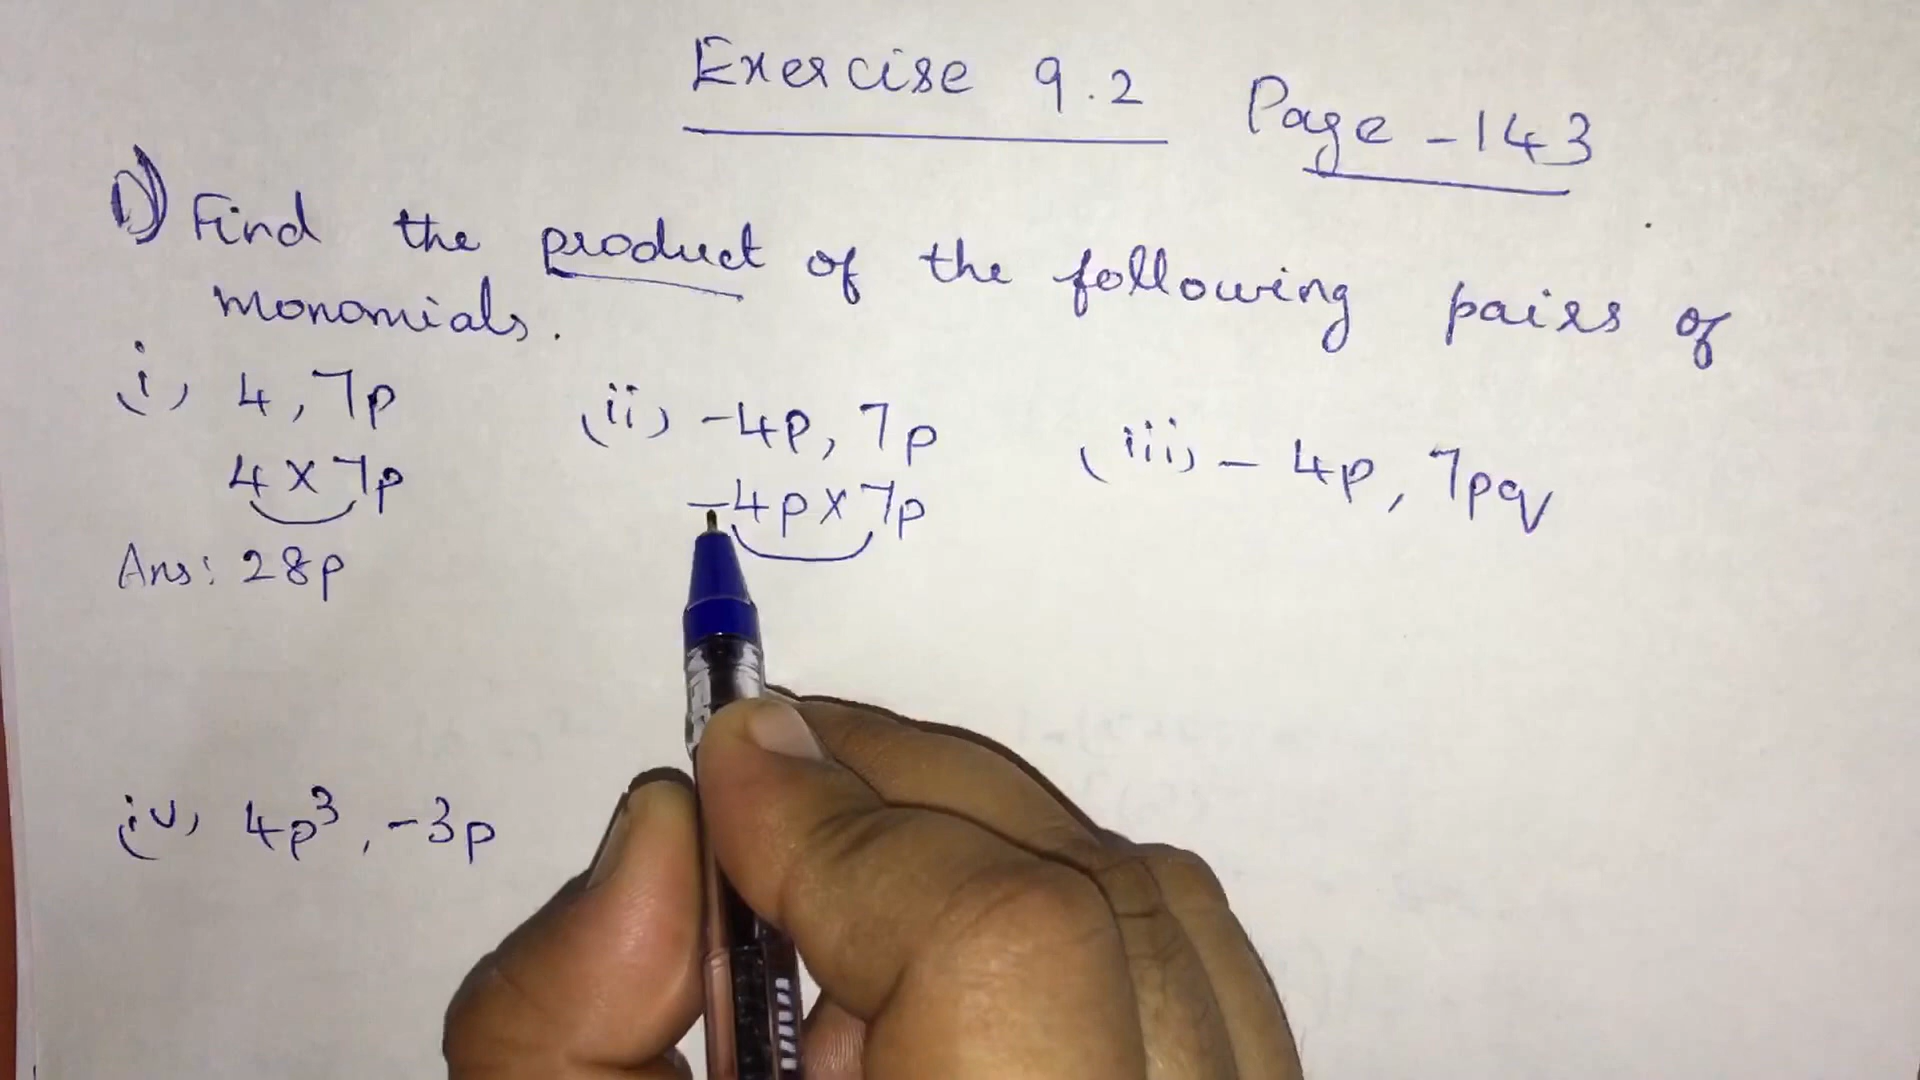 Exercise 9.2 Page - 143
1) Find the product of the following pairs of
monomials.
(i) 4, 7p (ii) -4p, 7p (iii) - 4p, 7pq
4 x 7p -4p x 7p
Ans: 28p
(iv) 4p³, -3p